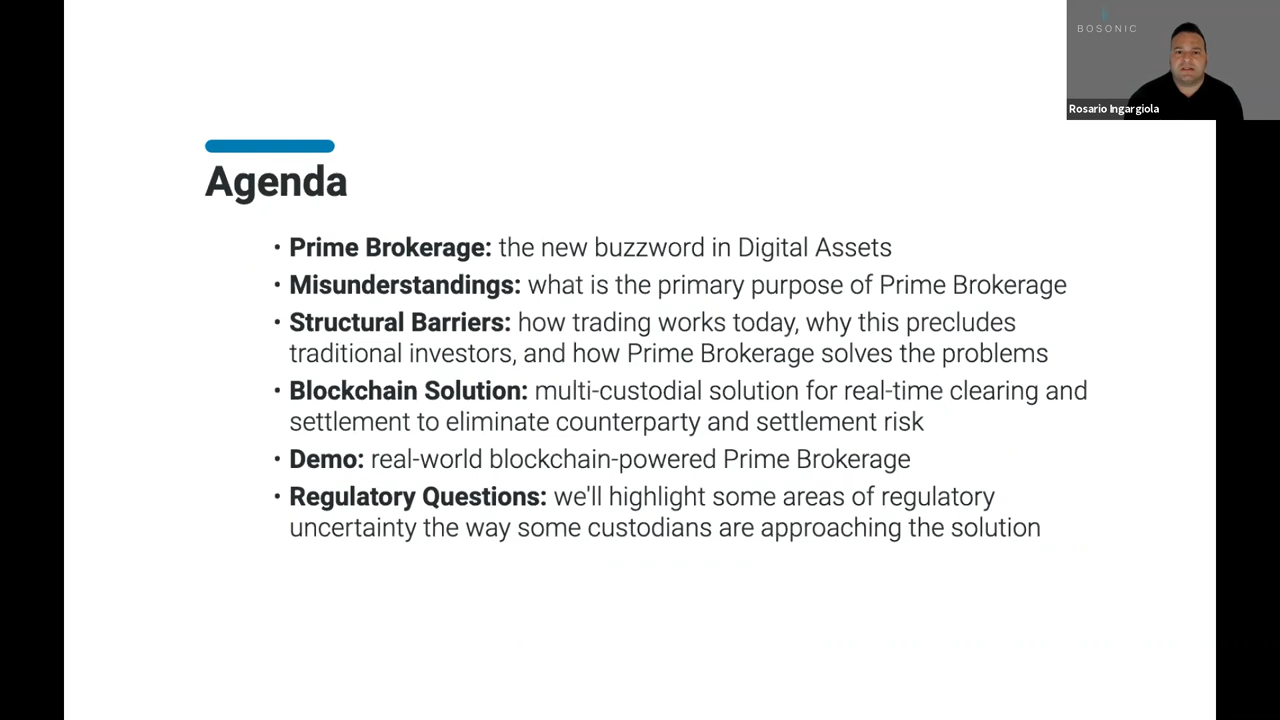 BOSONIC
Rosario Ingargiola
Agenda
• Prime Brokerage: the new buzzword in Digital Assets
• Misunderstandings: what is the primary purpose of Prime Brokerage
• Structural Barriers: how trading works today, why this precludes
traditional investors, and how Prime Brokerage solves the problems
• Blockchain Solution: multi-custodial solution for real-time clearing and
settlement to eliminate counterparty and settlement risk
• Demo: real-world blockchain-powered Prime Brokerage
• Regulatory Questions: we'll highlight some areas of regulatory
uncertainty the way some custodians are approaching the solution